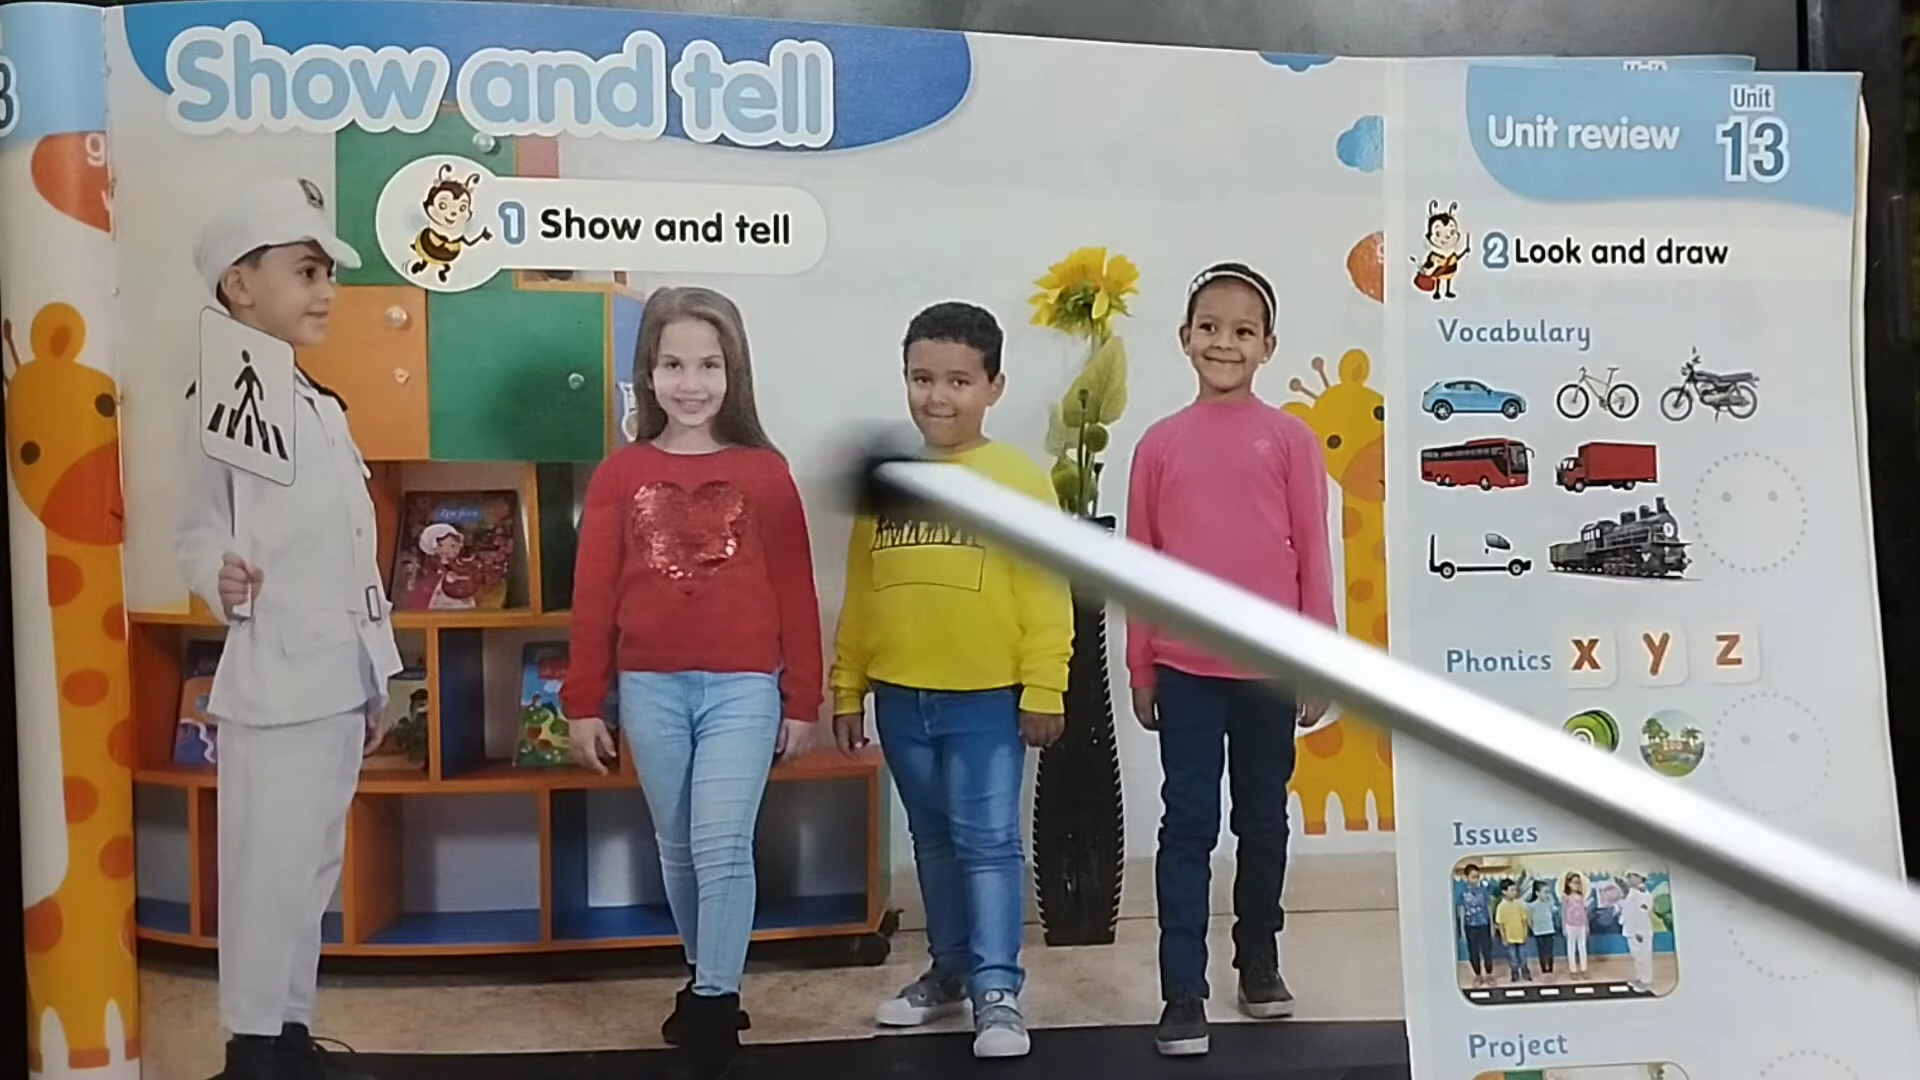 Show and tell
1 Show and tell
Unit
13
Unit review
2 Look and draw
Vocabulary
Phonics x y z
Issues
Project